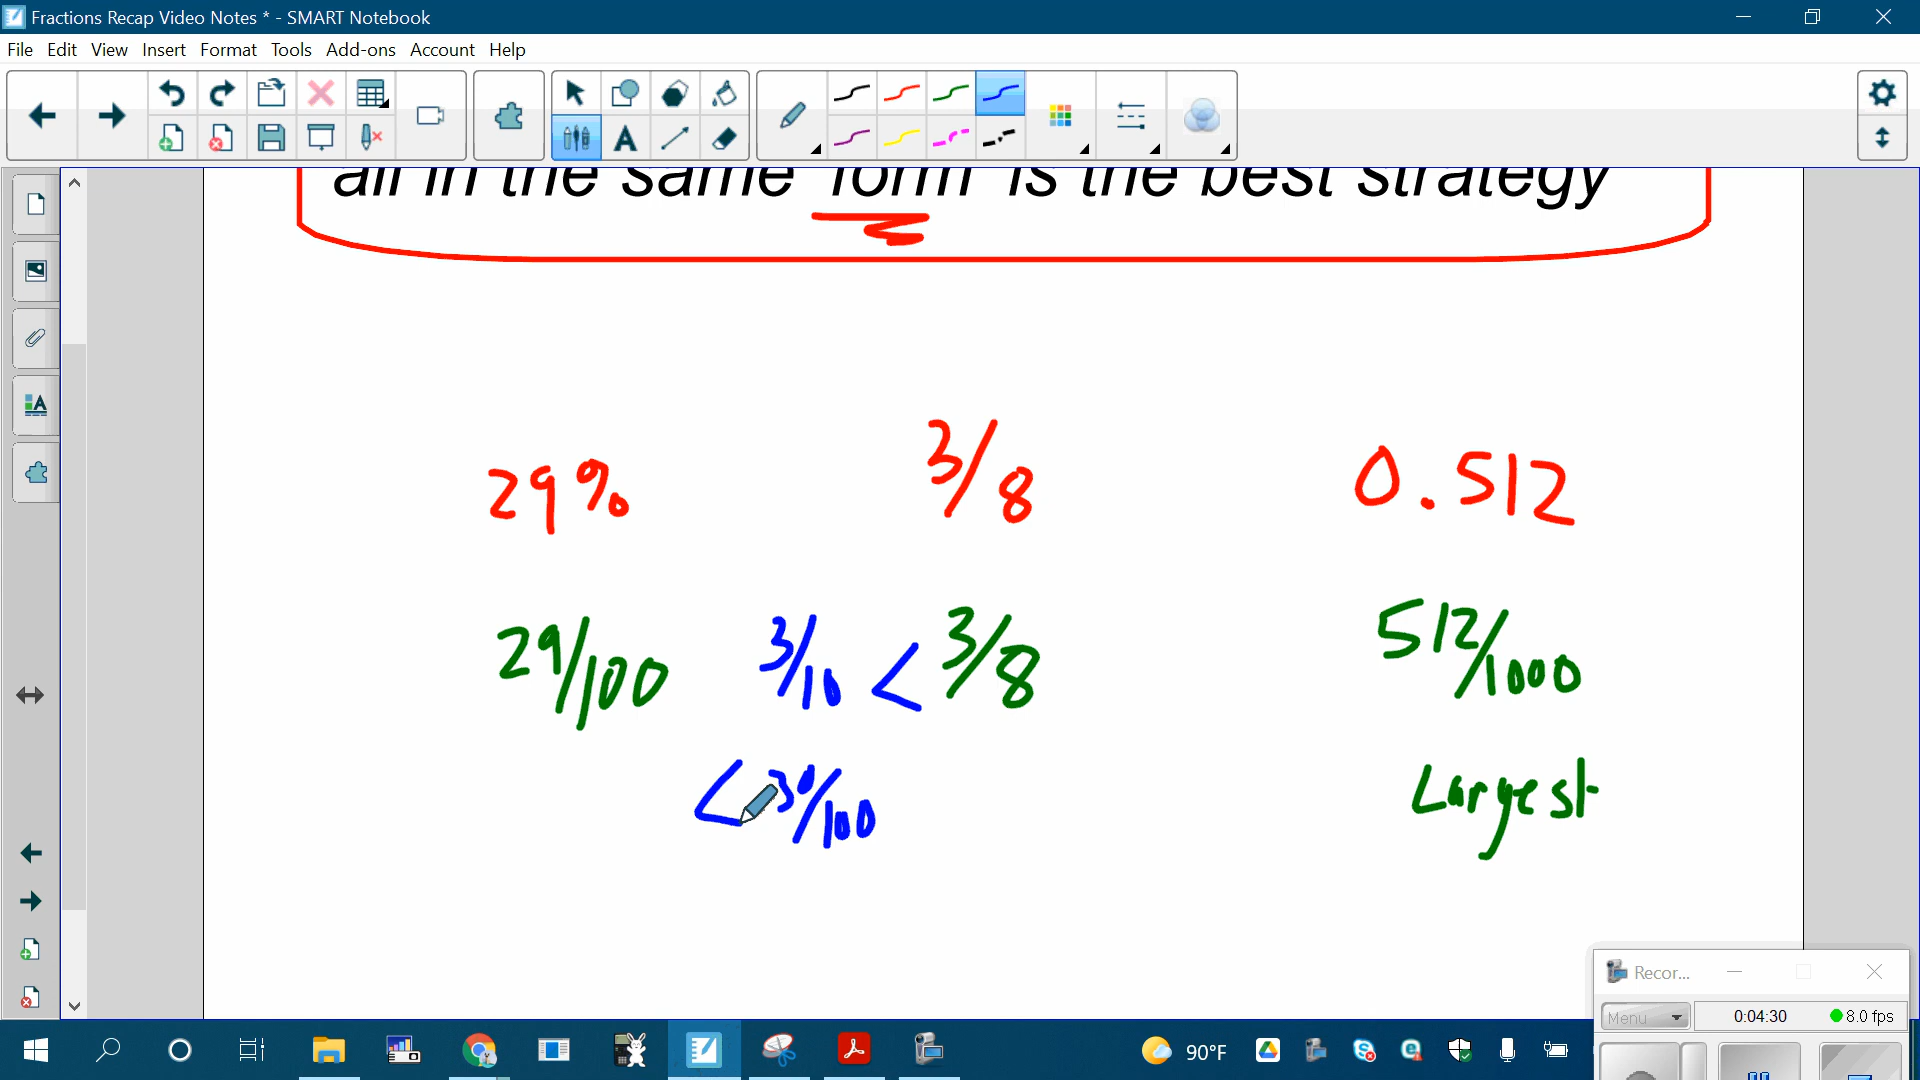 Fractions Recap Video Notes * - SMART Notebook
File Edit View Insert Format Tools Add-ons Account Help
all in the same 'form' is the best strategy
29% 3/8 0.512
29/100 3/10 < 3/8 512/1000
< 30/100 Largest
Recor...
Menu 0:04:30 8.0 fps
90°F